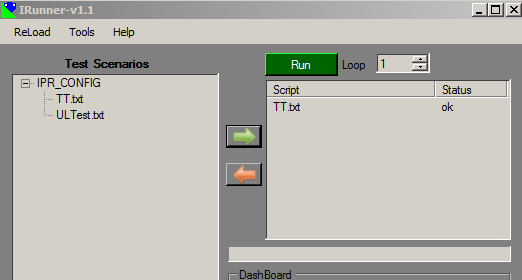 IRunner-v1.1
ReLoad Tools Help
Test Scenarios
IPR_CONFIG
TT.txt
ULTest.txt
Run Loop 1
Script Status
TT.txt ok
DashBoard